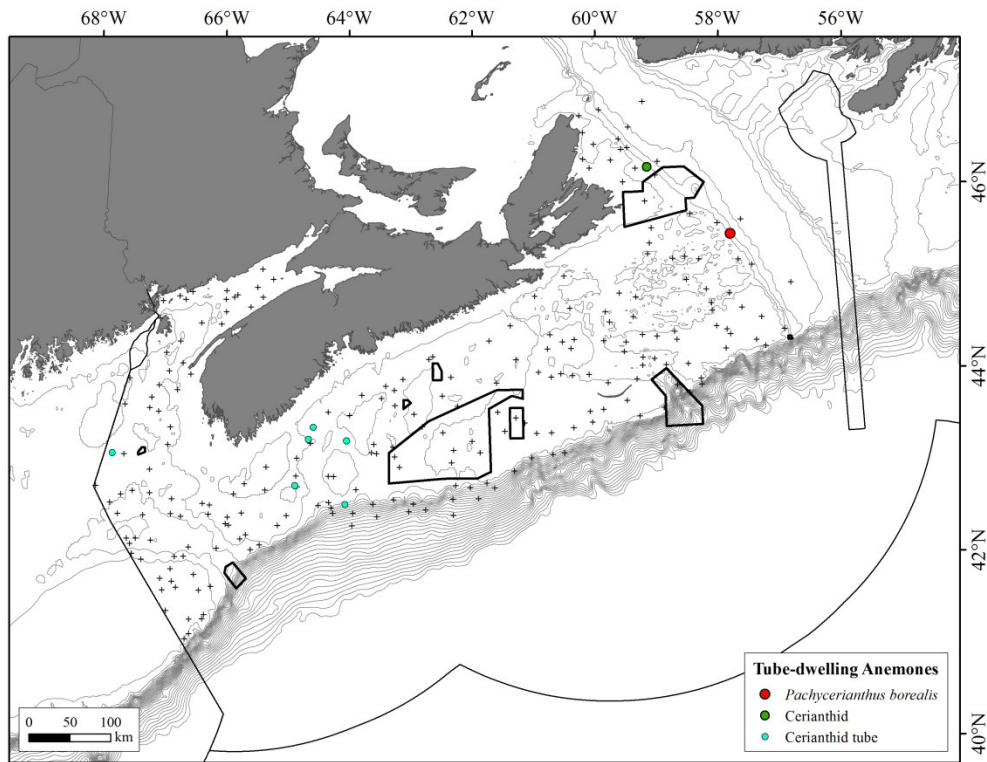 68°W 66°W 64°W 62°W 60°W 58°W 56°W
46°N
44°N
42°N
40°N
Tube-dwelling Anemones
Pachycerianthus borealis
Cerianthid
Cerianthid tube
0 50 100
km